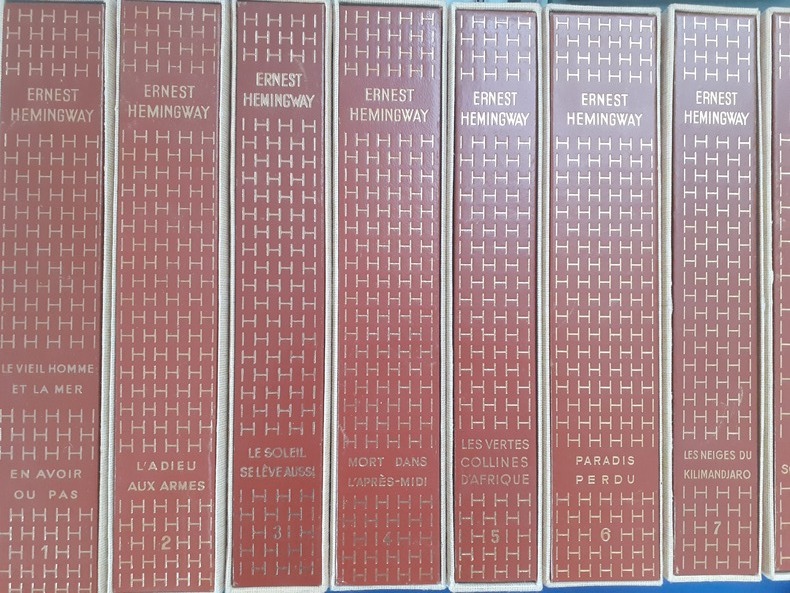 ERNEST
HEMINGWAY
LE VIEIL HOMME
ET LA MER
EN AVOIR
OU PAS
1
ERNEST
HEMINGWAY
L'ADIEU
AUX ARMES
2
ERNEST
HEMINGWAY
LE SOLEIL
SE LÈVE AUSSI
3
ERNEST
HEMINGWAY
MORT DANS
L'APRÈS-MIDI
4
ERNEST
HEMINGWAY
LES VERTES
COLLINES
D'AFRIQUE
5
ERNEST
HEMINGWAY
PARADIS
PERDU
6
ERNEST
HEMINGWAY
LES NEIGES DU
KILIMANDJARO
7